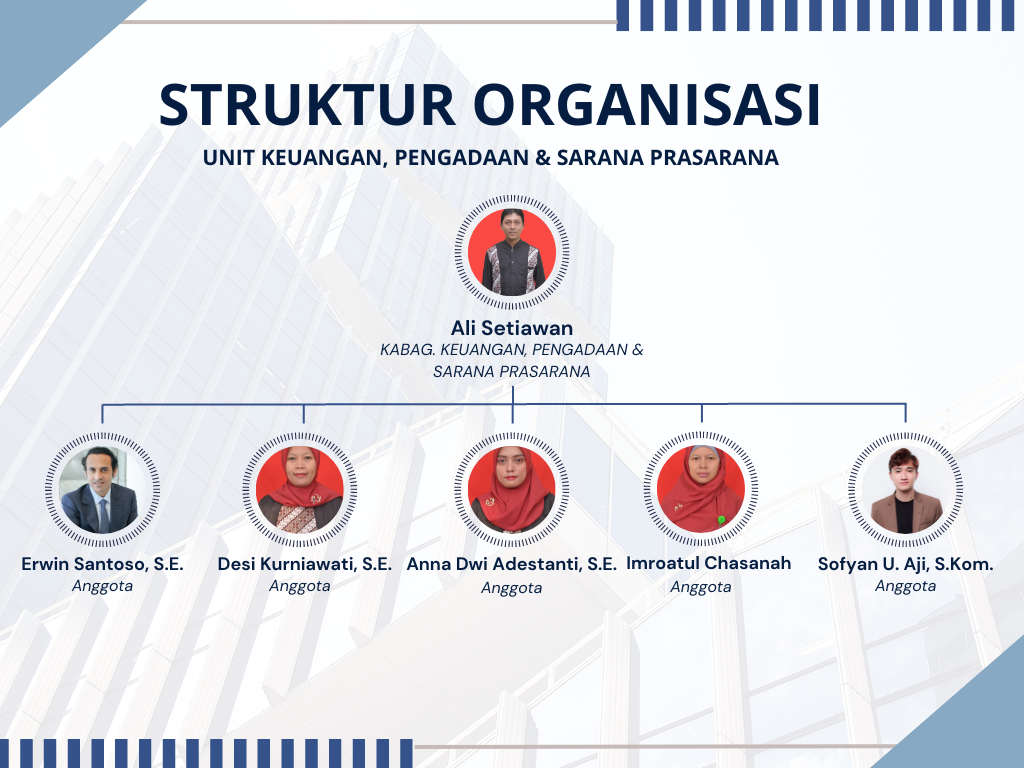 STRUKTUR ORGANISASI
UNIT KEUANGAN, PENGADAAN & SARANA PRASARANA
Ali Setiawan
KABAG. KEUANGAN, PENGADAAN &
SARANA PRASARANA
Erwin Santoso, S.E.
Anggota
Desi Kurniawati, S.E.
Anggota
Anna Dwi Adestanti, S.E.
Anggota
Imroatul Chasanah
Anggota
Sofyan U. Aji, S.Kom.
Anggota